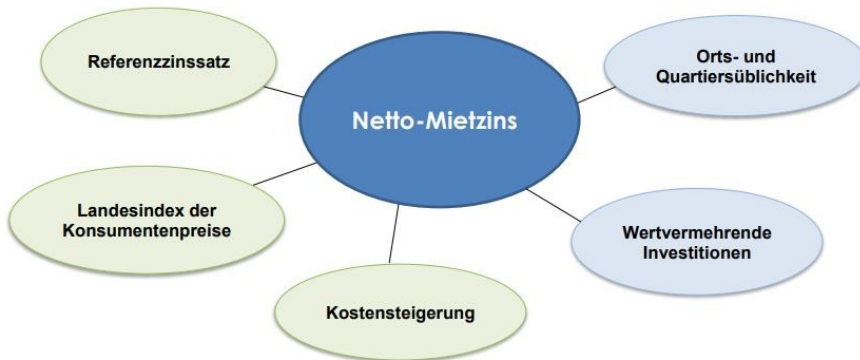 Referenzzinssatz
Netto-Mietzins
Orts- und
Quartiersüblichkeit
Landesindex der
Konsumentenpreise
Wertvermehrende
Investitionen
Kostensteigerung